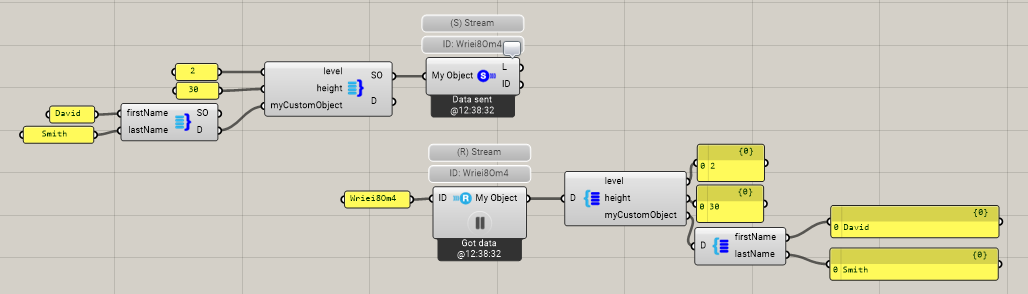 (S) Stream
ID: Wriei8Om4
2
30
level
height
myCustomObject
SO
D
My Object
S
L
ID
Data sent
@12:38:32
David
Smith
firstName
lastName
SO
D
(R) Stream
ID: Wriei8Om4
Wriei8Om4
ID
R
My Object
Got data
@12:38:32
D
level
height
myCustomObject
{0}
0 2
{0}
0 30
D
firstName
lastName
{0}
0 David
{0}
0 Smith